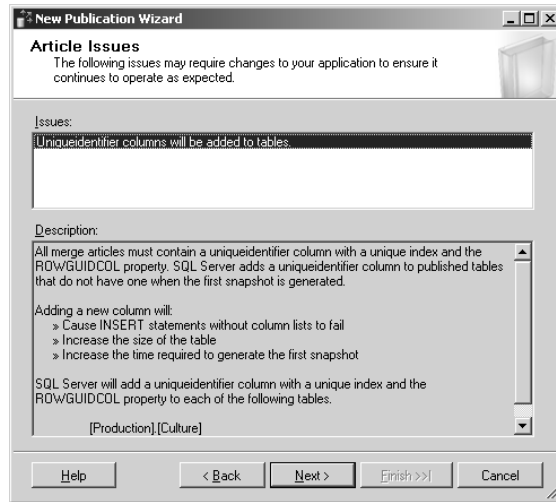 New Publication Wizard
Article Issues
The following issues may require changes to your application to ensure it
continues to operate as expected.
Issues:
Uniqueidentifier columns will be added to tables.
Description:
All merge articles must contain a uniqueidentifier column with a unique index and the
ROWGUIDCOL property. SQL Server adds a uniqueidentifier column to published tables
that do not have one when the first snapshot is generated.
Adding a new column will:
» Cause INSERT statements without column lists to fail
» Increase the size of the table
» Increase the time required to generate the first snapshot
SQL Server will add a uniqueidentifier column with a unique index and the
ROWGUIDCOL property to each of the following tables.
[Production].[Culture]
Help < Back Next > Finish >>| Cancel